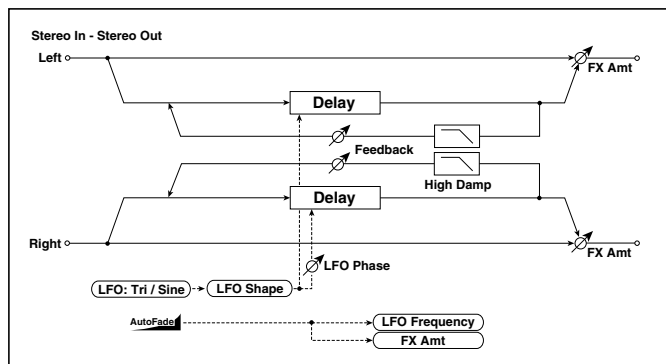 Stereo In - Stereo Out
Left
FX Amt
Delay
Feedback
High Damp
Delay
Right
FX Amt
LFO Phase
LFO: Tri / Sine
LFO Shape
AutoFade
LFO Frequency
FX Amt